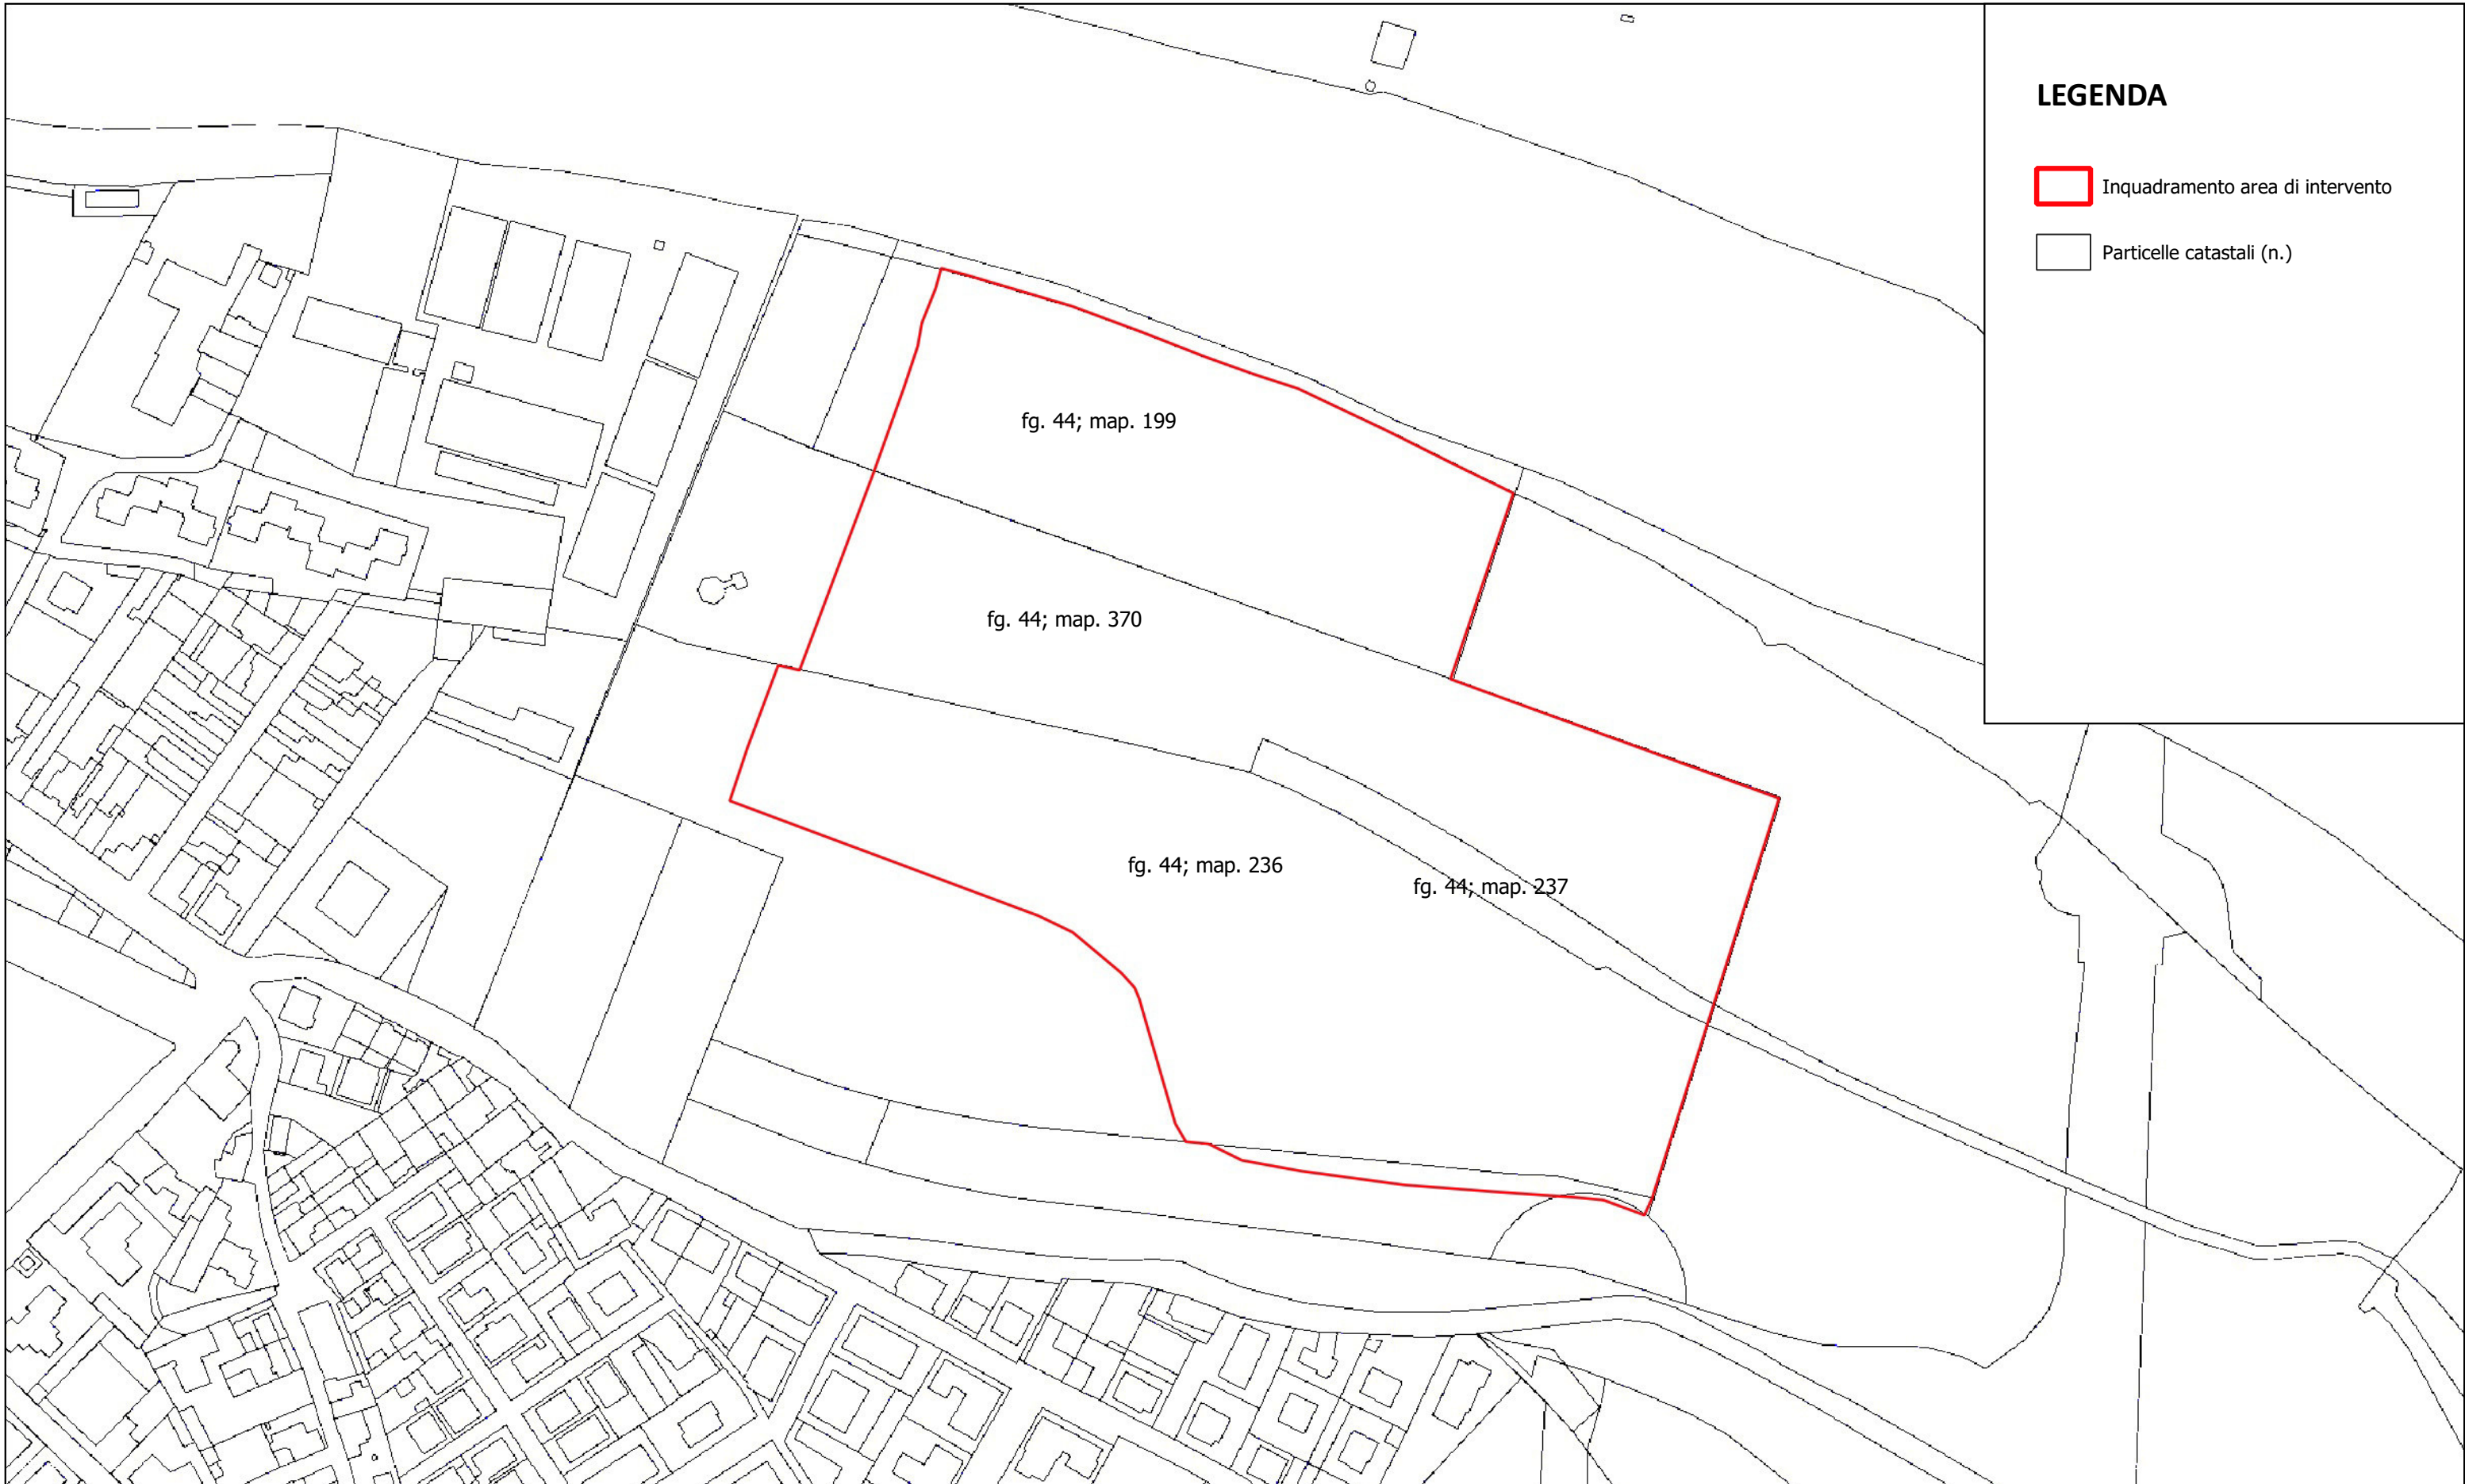 LEGENDA
Inquadramento area di intervento
Particelle catastali (n.)
fg. 44; map. 199
fg. 44; map. 370
fg. 44; map. 236
fg. 44; map. 237